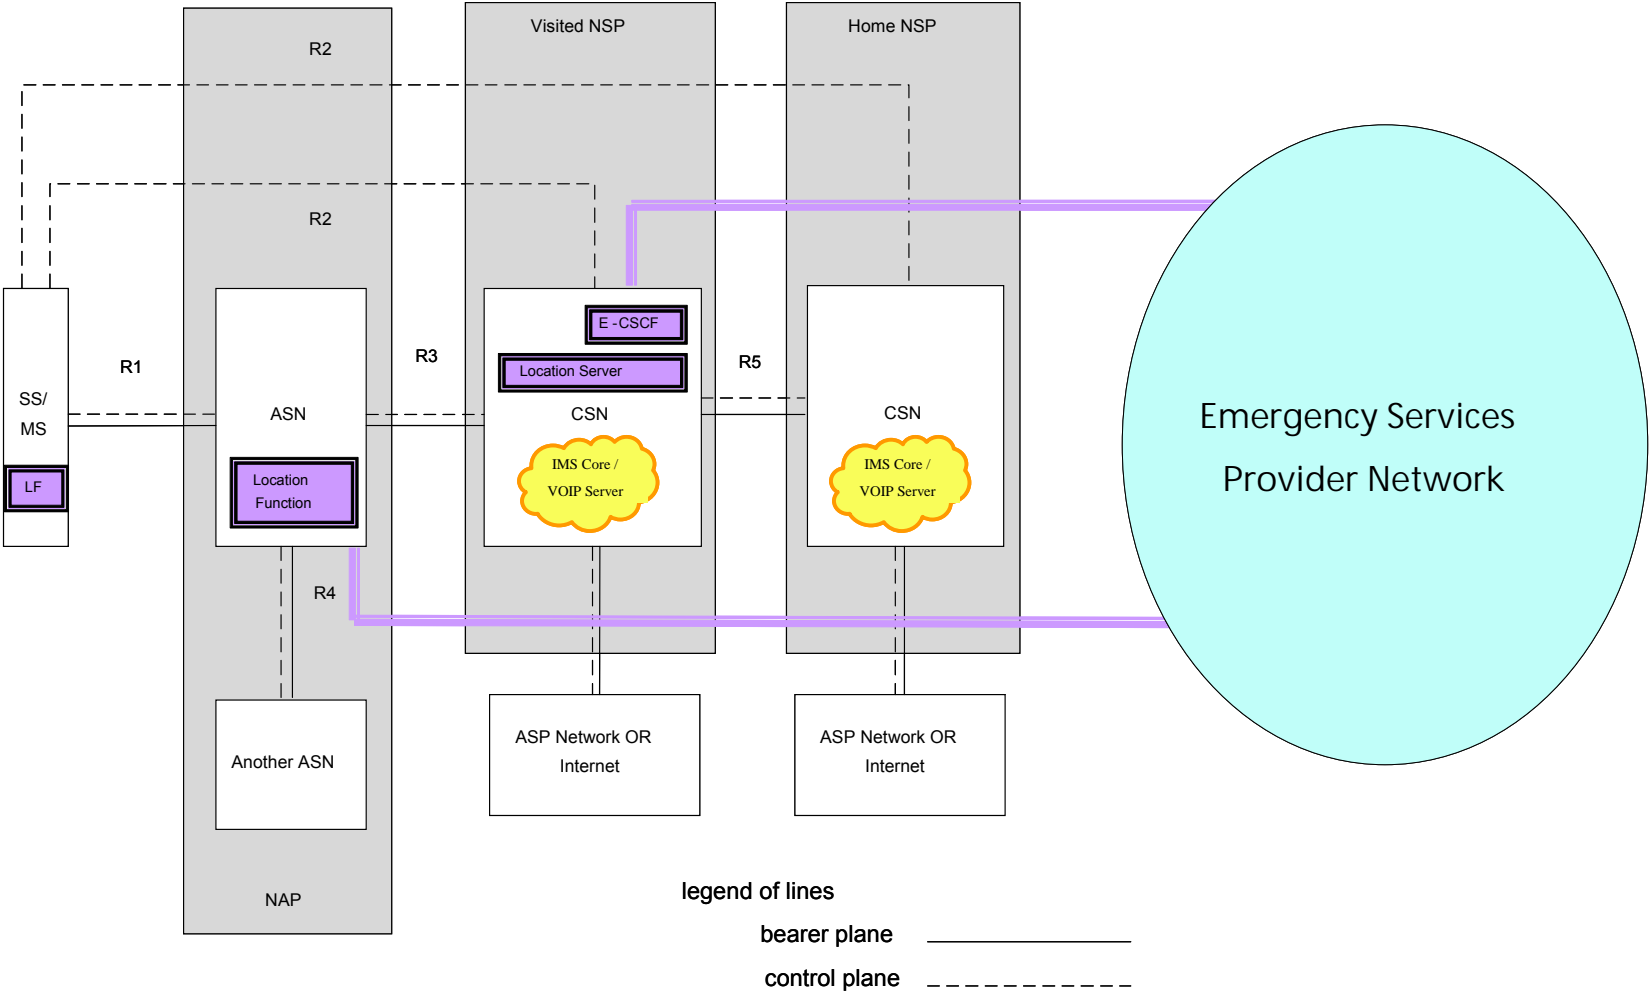 Visited NSP
Home NSP
R2
R2
R1
R3
R5
E - CSCF
Location Server
SS/
MS
ASN
CSN
CSN
LF
Location
Function
IMS Core /
VOIP Server
IMS Core /
VOIP Server
Emergency Services
Provider Network
R4
Another ASN
ASP Network OR
Internet
ASP Network OR
Internet
NAP
legend of lines
bearer plane
control plane